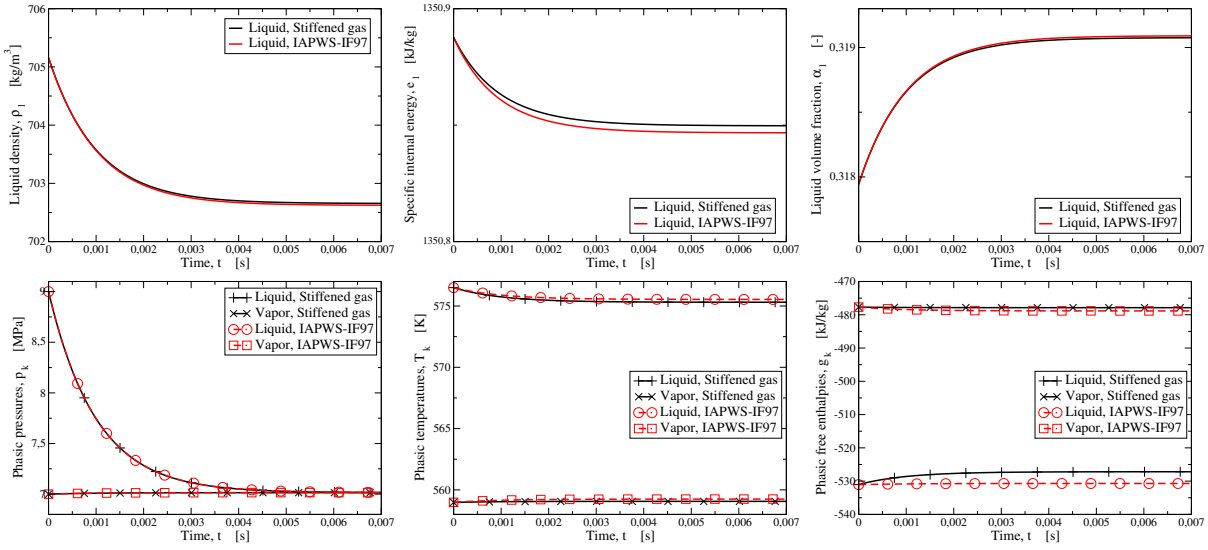 706
705
704
703
702
Liquid density, ρ_l [kg/m^3]
Liquid, Stiffened gas
Liquid, IAPWS-IF97
0 0,001 0,002 0,003 0,004 0,005 0,006 0,007
Time, t [s]
1350,9
1350,8
Specific internal energy, e_l [kJ/kg]
Liquid, Stiffened gas
Liquid, IAPWS-IF97
0 0,001 0,002 0,003 0,004 0,005 0,006 0,007
Time, t [s]
0,319
0,318
Liquid volume fraction, α_l [-]
Liquid, Stiffened gas
Liquid, IAPWS-IF97
0 0,001 0,002 0,003 0,004 0,005 0,006 0,007
Time, t [s]
9
8,5
8
7,5
7
Phasic pressures, p_k [MPa]
Liquid, Stiffened gas
Vapor, Stiffened gas
Liquid, IAPWS-IF97
Vapor, IAPWS-IF97
0 0,001 0,002 0,003 0,004 0,005 0,006 0,007
Time, t [s]
575
570
565
560
Phasic temperatures, T_k [K]
Liquid, Stiffened gas
Vapor, Stiffened gas
Liquid, IAPWS-IF97
Vapor, IAPWS-IF97
0 0,001 0,002 0,003 0,004 0,005 0,006 0,007
Time, t [s]
-470
-480
-490
-500
-510
-520
-530
-540
Phasic free enthalpies, g_k [kJ/kg]
Liquid, Stiffened gas
Vapor, Stiffened gas
Liquid, IAPWS-IF97
Vapor, IAPWS-IF97
0 0,001 0,002 0,003 0,004 0,005 0,006 0,007
Time, t [s]